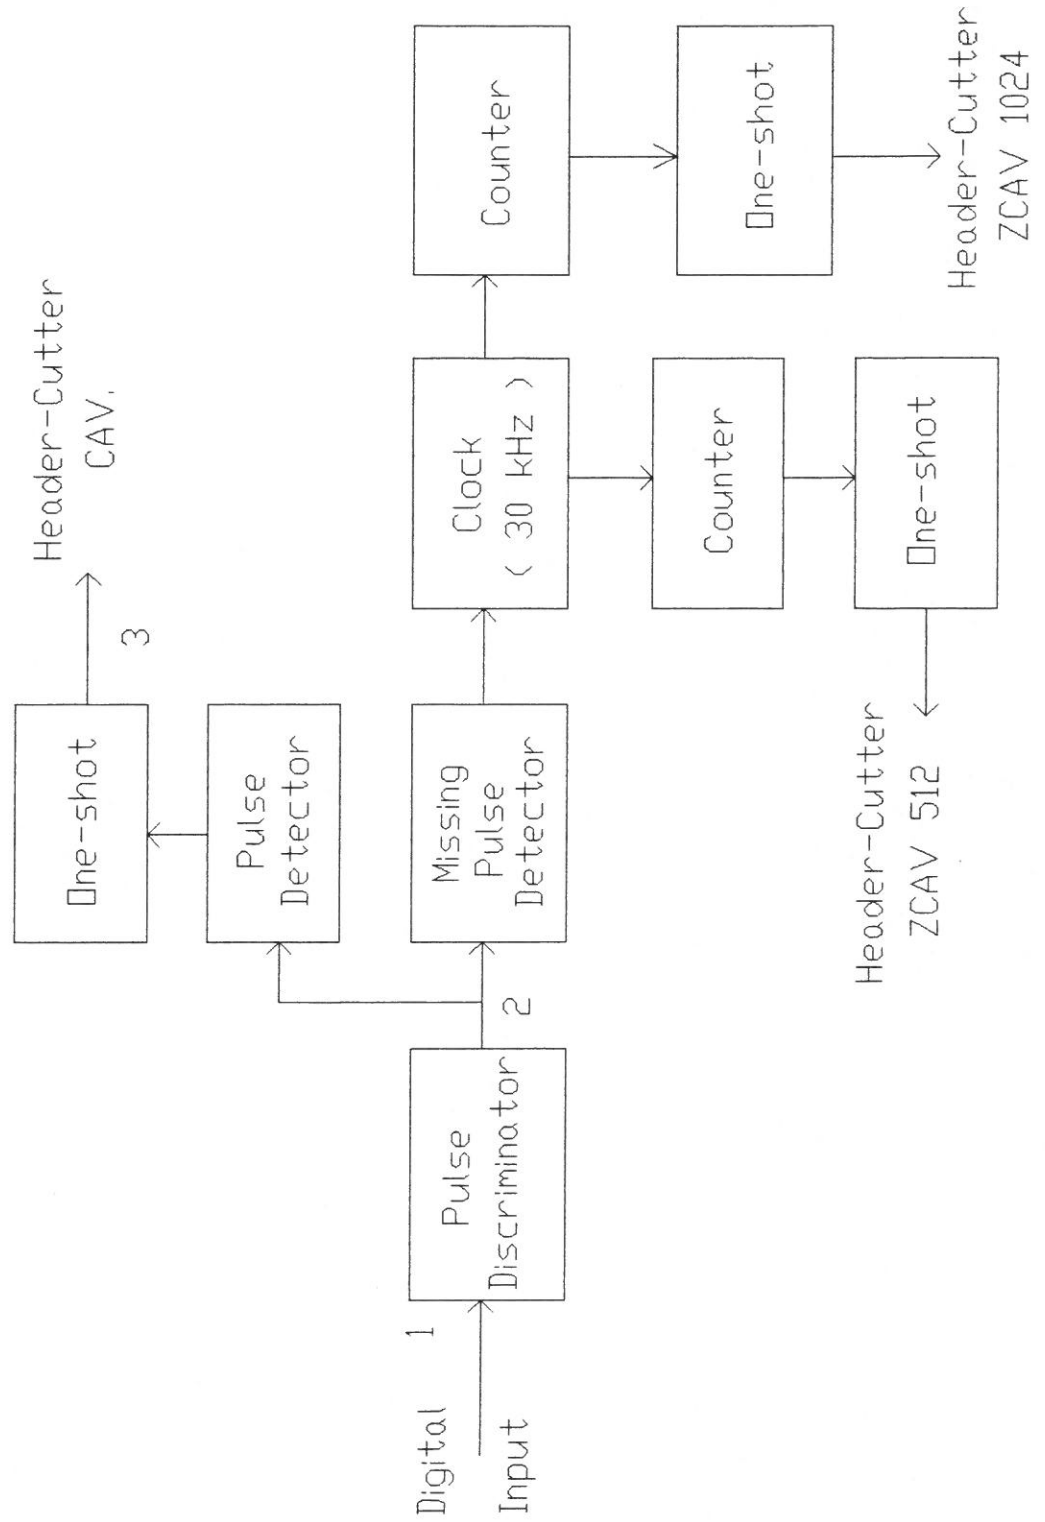 Header-Cutter
CAV.
One-shot
3
Pulse
Detector
Digital
Input
1
Pulse
Discriminator
2
Missing
Pulse
Detector
Clock
( 30 kHz )
Counter
Counter
One-shot
One-shot
Header-Cutter
ZCAV 512
Header-Cutter
ZCAV 1024